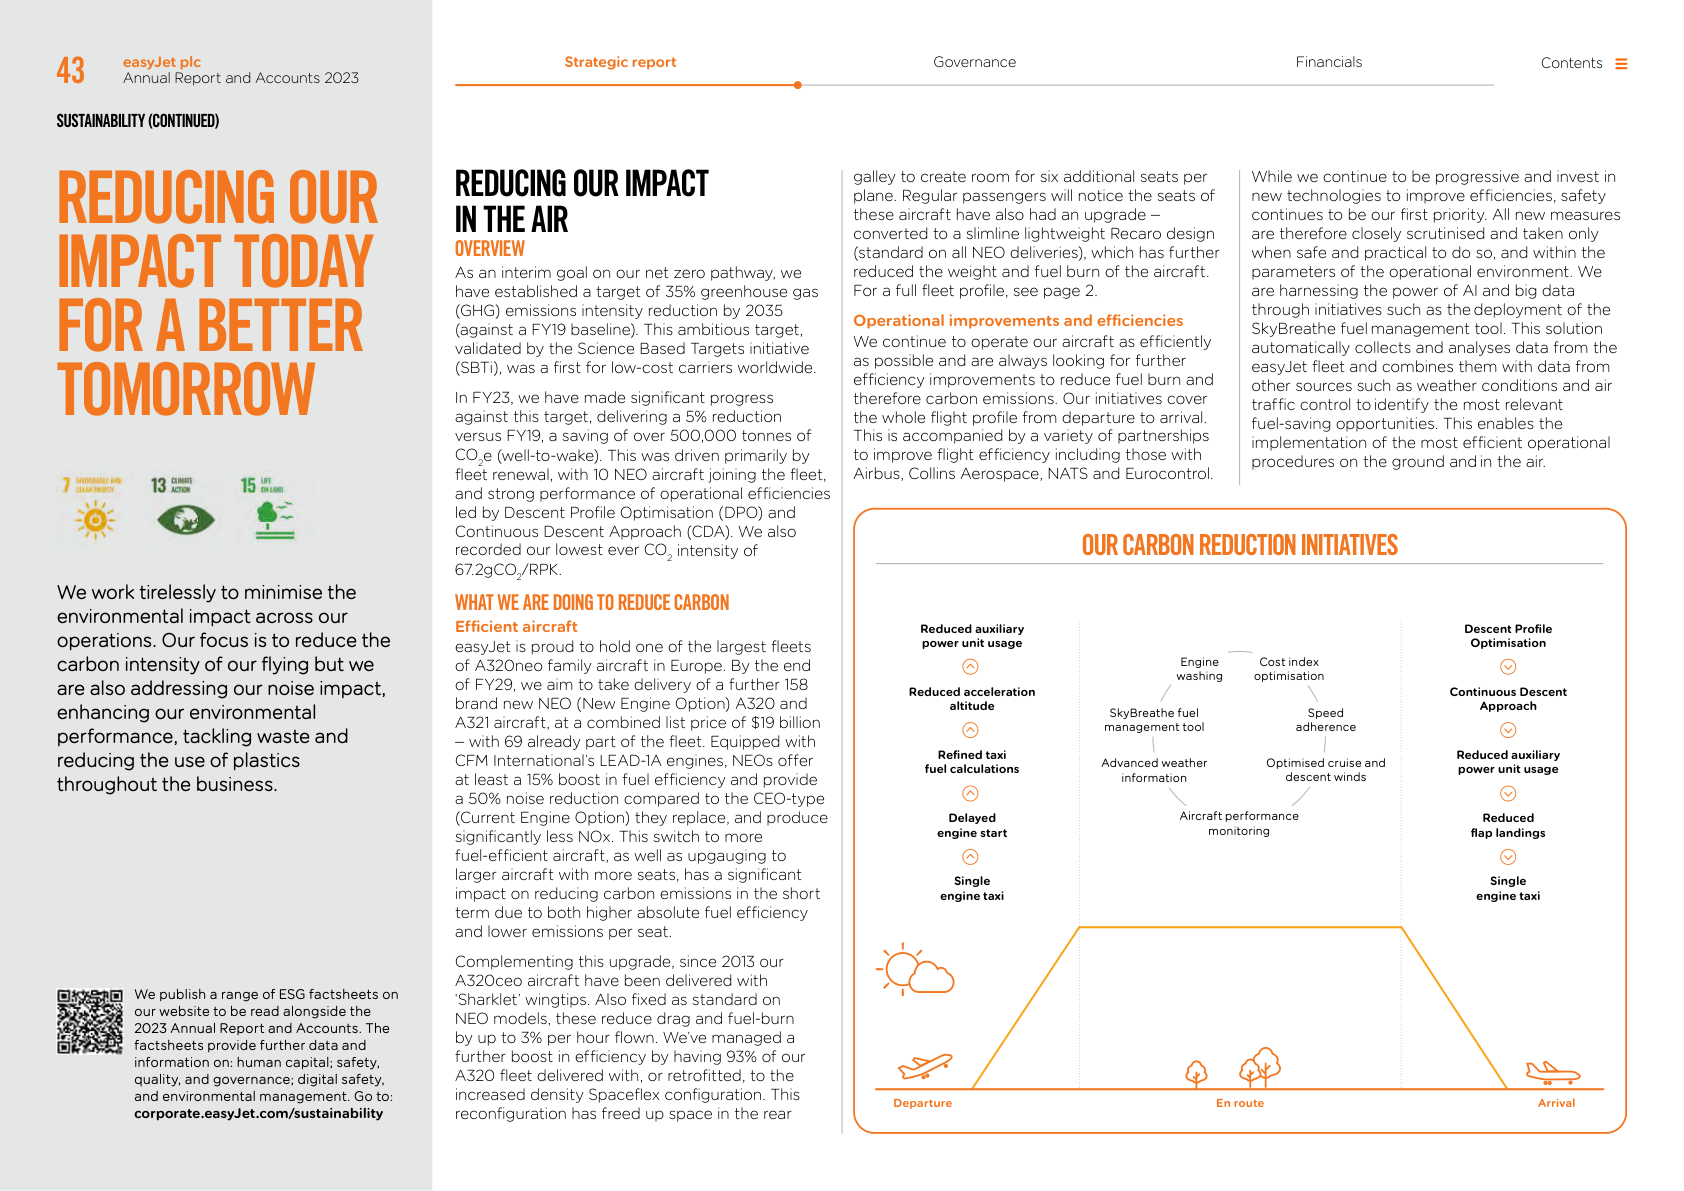 43
easyJet plc
Annual Report and Accounts 2023
Strategic report
Governance
Financials
Contents
SUSTAINABILITY (CONTINUED)
REDUCING OUR
IMPACT TODAY
FOR A BETTER
TOMORROW
7 AFFORDABLE AND
CLEAN ENERGY
13 CLIMATE
ACTION
15 LIFE
ON LAND
We work tirelessly to minimise the
environmental impact across our
operations. Our focus is to reduce the
carbon intensity of our flying but we
are also addressing our noise impact,
enhancing our environmental
performance, tackling waste and
reducing the use of plastics
throughout the business.
We publish a range of ESG factsheets on
our website to be read alongside the
2023 Annual Report and Accounts. The
factsheets provide further data and
information on: human capital; safety,
quality, and governance; digital safety,
and environmental management. Go to:
corporate.easyJet.com/sustainability
REDUCING OUR IMPACT
IN THE AIR
OVERVIEW
As an interim goal on our net zero pathway, we
have established a target of 35% greenhouse gas
(GHG) emissions intensity reduction by 2035
(against a FY19 baseline). This ambitious target,
validated by the Science Based Targets initiative
(SBTi), was a first for low-cost carriers worldwide.
In FY23, we have made significant progress
against this target, delivering a 5% reduction
versus FY19, a saving of over 500,000 tonnes of
CO2e (well-to-wake). This was driven primarily by
fleet renewal, with 10 NEO aircraft joining the fleet,
and strong performance of operational efficiencies
led by Descent Profile Optimisation (DPO) and
Continuous Descent Approach (CDA). We also
recorded our lowest ever CO2 intensity of
67.2gCO2/RPK.
WHAT WE ARE DOING TO REDUCE CARBON
Efficient aircraft
easyJet is proud to hold one of the largest fleets
of A320neo family aircraft in Europe. By the end
of FY29, we aim to take delivery of a further 158
brand new NEO (New Engine Option) A320 and
A321 aircraft, at a combined list price of $19 billion
– with 69 already part of the fleet. Equipped with
CFM International's LEAD-1A engines, NEOs offer
at least a 15% boost in fuel efficiency and provide
a 50% noise reduction compared to the CEO-type
(Current Engine Option) they replace, and produce
significantly less NOx. This switch to more
fuel-efficient aircraft, as well as upgauging to
larger aircraft with more seats, has a significant
impact on reducing carbon emissions in the short
term due to both higher absolute fuel efficiency
and lower emissions per seat.
Complementing this upgrade, since 2013 our
A320ceo aircraft have been delivered with
'Sharklet' wingtips. Also fixed as standard on
NEO models, these reduce drag and fuel-burn
by up to 3% per hour flown. We've managed a
further boost in efficiency by having 93% of our
A320 fleet delivered with, or retrofitted, to the
increased density Spaceflex configuration. This
reconfiguration has freed up space in the rear
galley to create room for six additional seats per
plane. Regular passengers will notice the seats of
these aircraft have also had an upgrade –
converted to a slimline lightweight Recaro design
(standard on all NEO deliveries), which has further
reduced the weight and fuel burn of the aircraft.
For a full fleet profile, see page 2.
Operational improvements and efficiencies
We continue to operate our aircraft as efficiently
as possible and are always looking for further
efficiency improvements to reduce fuel burn and
therefore carbon emissions. Our initiatives cover
the whole flight profile from departure to arrival.
This is accompanied by a variety of partnerships
to improve flight efficiency including those with
Airbus, Collins Aerospace, NATS and Eurocontrol.
While we continue to be progressive and invest in
new technologies to improve efficiencies, safety
continues to be our first priority. All new measures
are therefore closely scrutinised and taken only
when safe and practical to do so, and within the
parameters of the operational environment. We
are harnessing the power of AI and big data
through initiatives such as the deployment of the
SkyBreathe fuel management tool. This solution
automatically collects and analyses data from the
easyJet fleet and combines them with data from
other sources such as weather conditions and air
traffic control to identify the most relevant
fuel-saving opportunities. This enables the
implementation of the most efficient operational
procedures on the ground and in the air.
OUR CARBON REDUCTION INITIATIVES
Reduced auxiliary
power unit usage
Reduced acceleration
altitude
Refined taxi
fuel calculations
Delayed
engine start
Single
engine taxi
Engine
washing
Cost index
optimisation
SkyBreathe fuel
management tool
Speed
adherence
Advanced weather
information
Optimised cruise and
descent winds
Aircraft performance
monitoring
Descent Profile
Optimisation
Continuous Descent
Approach
Reduced auxiliary
power unit usage
Reduced
flap landings
Single
engine taxi
Departure
En route
Arrival